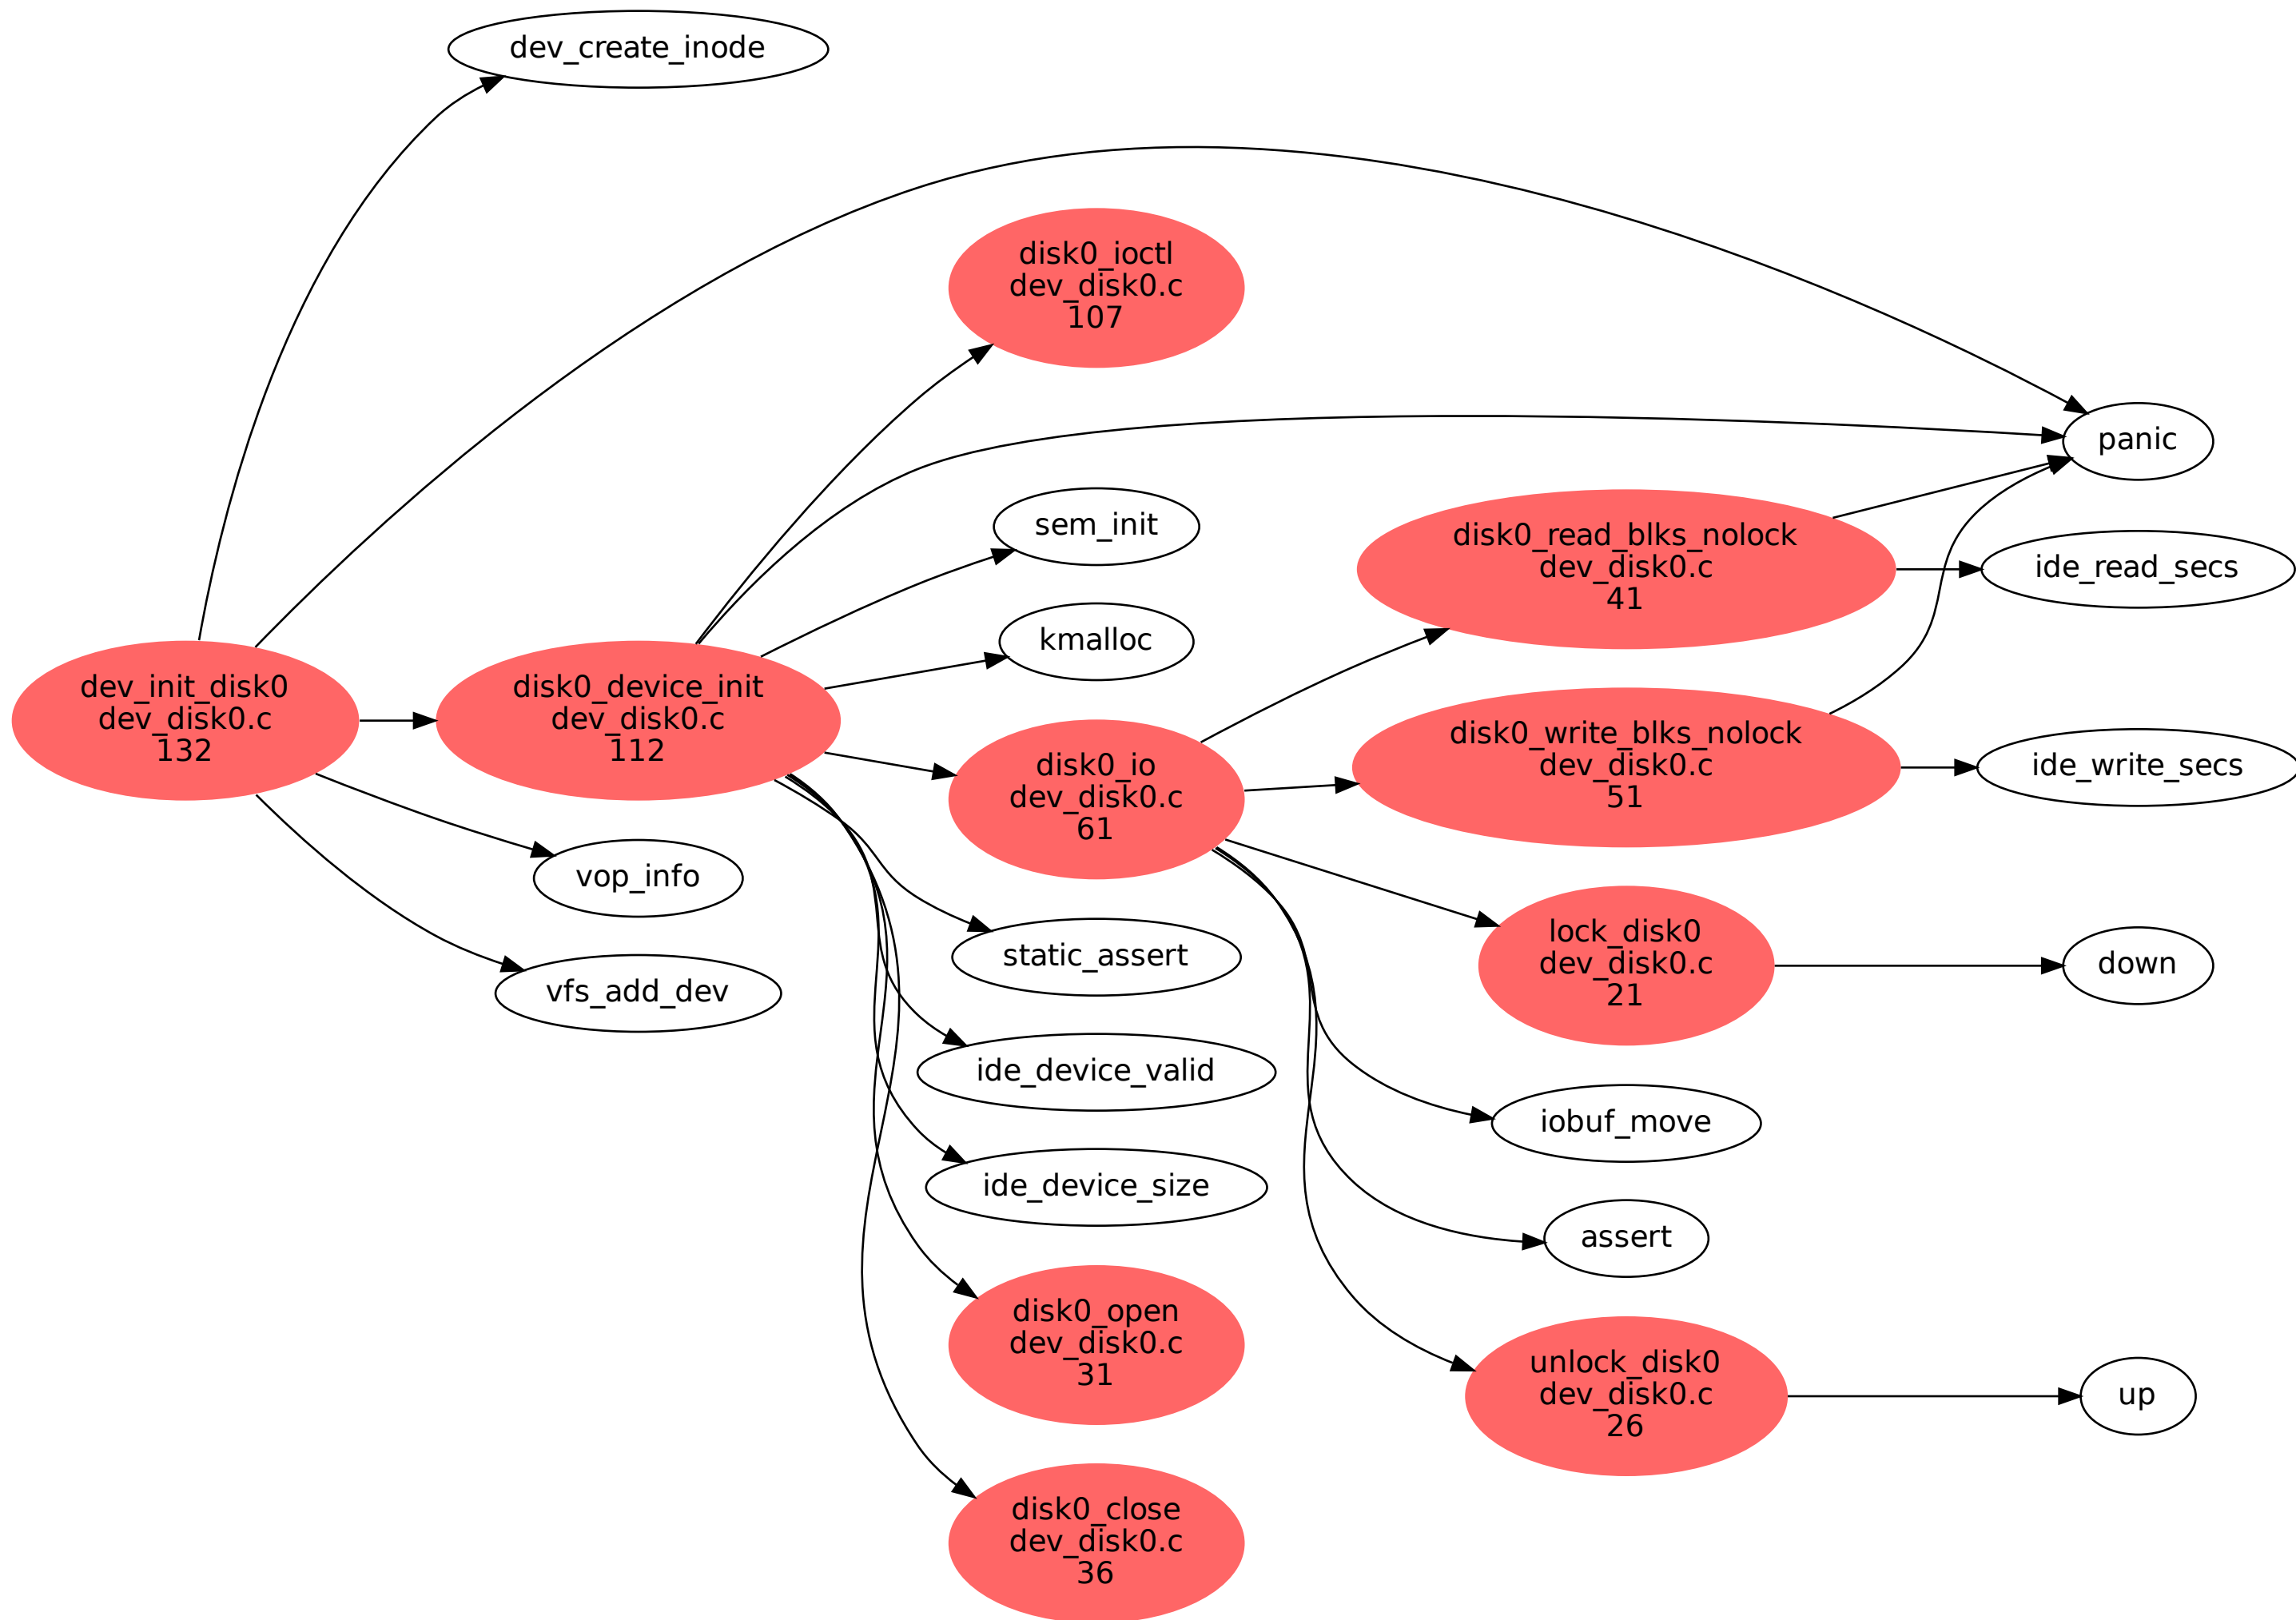 dev_create_inode
disk0_ioctl
dev_disk0.c
107
panic
sem_init
disk0_read_blks_nolock
dev_disk0.c
41
ide_read_secs
kmalloc
dev_init_disk0
dev_disk0.c
132
disk0_device_init
dev_disk0.c
112
disk0_io
dev_disk0.c
61
disk0_write_blks_nolock
dev_disk0.c
51
ide_write_secs
vop_info
static_assert
lock_disk0
dev_disk0.c
21
down
vfs_add_dev
ide_device_valid
iobuf_move
ide_device_size
assert
disk0_open
dev_disk0.c
31
unlock_disk0
dev_disk0.c
26
up
disk0_close
dev_disk0.c
36